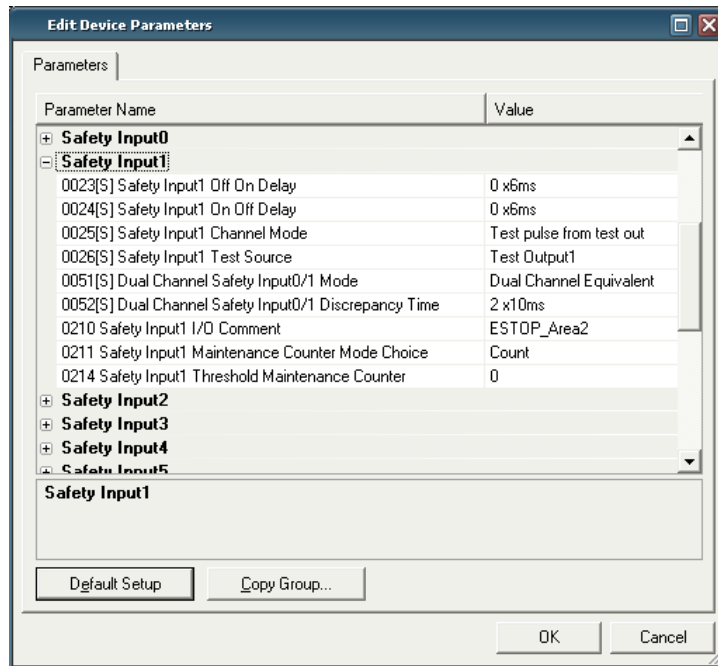 Edit Device Parameters
Parameters
Parameter Name Value
Safety Input0
Safety Input1
0023[S] Safety Input1 Off On Delay 0 x6ms
0024[S] Safety Input1 On Off Delay 0 x6ms
0025[S] Safety Input1 Channel Mode Test pulse from test out
0026[S] Safety Input1 Test Source Test Output1
0051[S] Dual Channel Safety Input0/1 Mode Dual Channel Equivalent
0052[S] Dual Channel Safety Input0/1 Discrepancy Time 2 x10ms
0210 Safety Input1 I/O Comment ESTOP_Area2
0211 Safety Input1 Maintenance Counter Mode Choice Count
0214 Safety Input1 Threshold Maintenance Counter 0
Safety Input2
Safety Input3
Safety Input4
Safety Input5
Safety Input1
Default Setup Copy Group...
OK Cancel